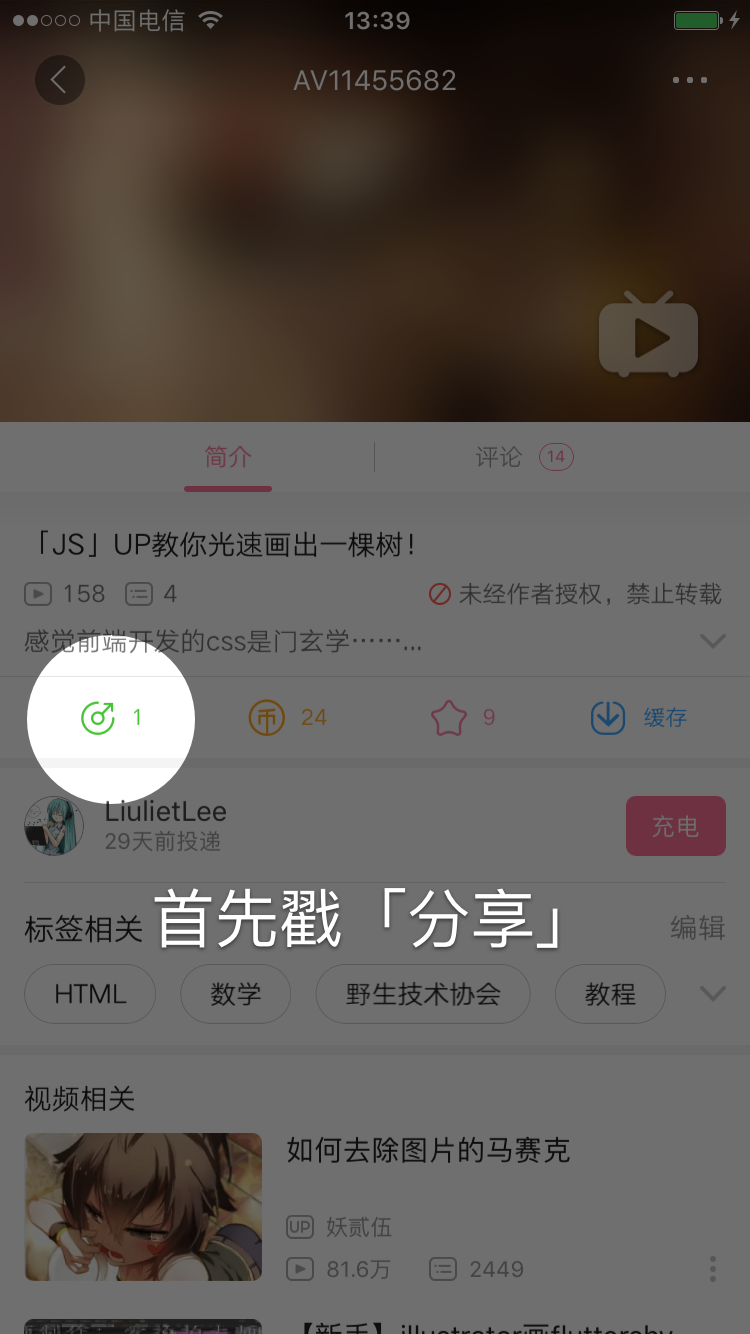 中国电信 13:39
AV11455682
简介 评论 14
「JS」UP教你光速画出一棵树!
158 4 未经作者授权，禁止转载
感觉前端开发的css是门玄学……...
1 币 24 9 缓存
LiulietLee
29天前投递
充电
首先戳「分享」
标签相关 编辑
HTML 数学 野生技术协会 教程
视频相关
如何去除图片的马赛克
UP 妖贰伍
81.6万 2449
【新手】illustrator画fluttershy